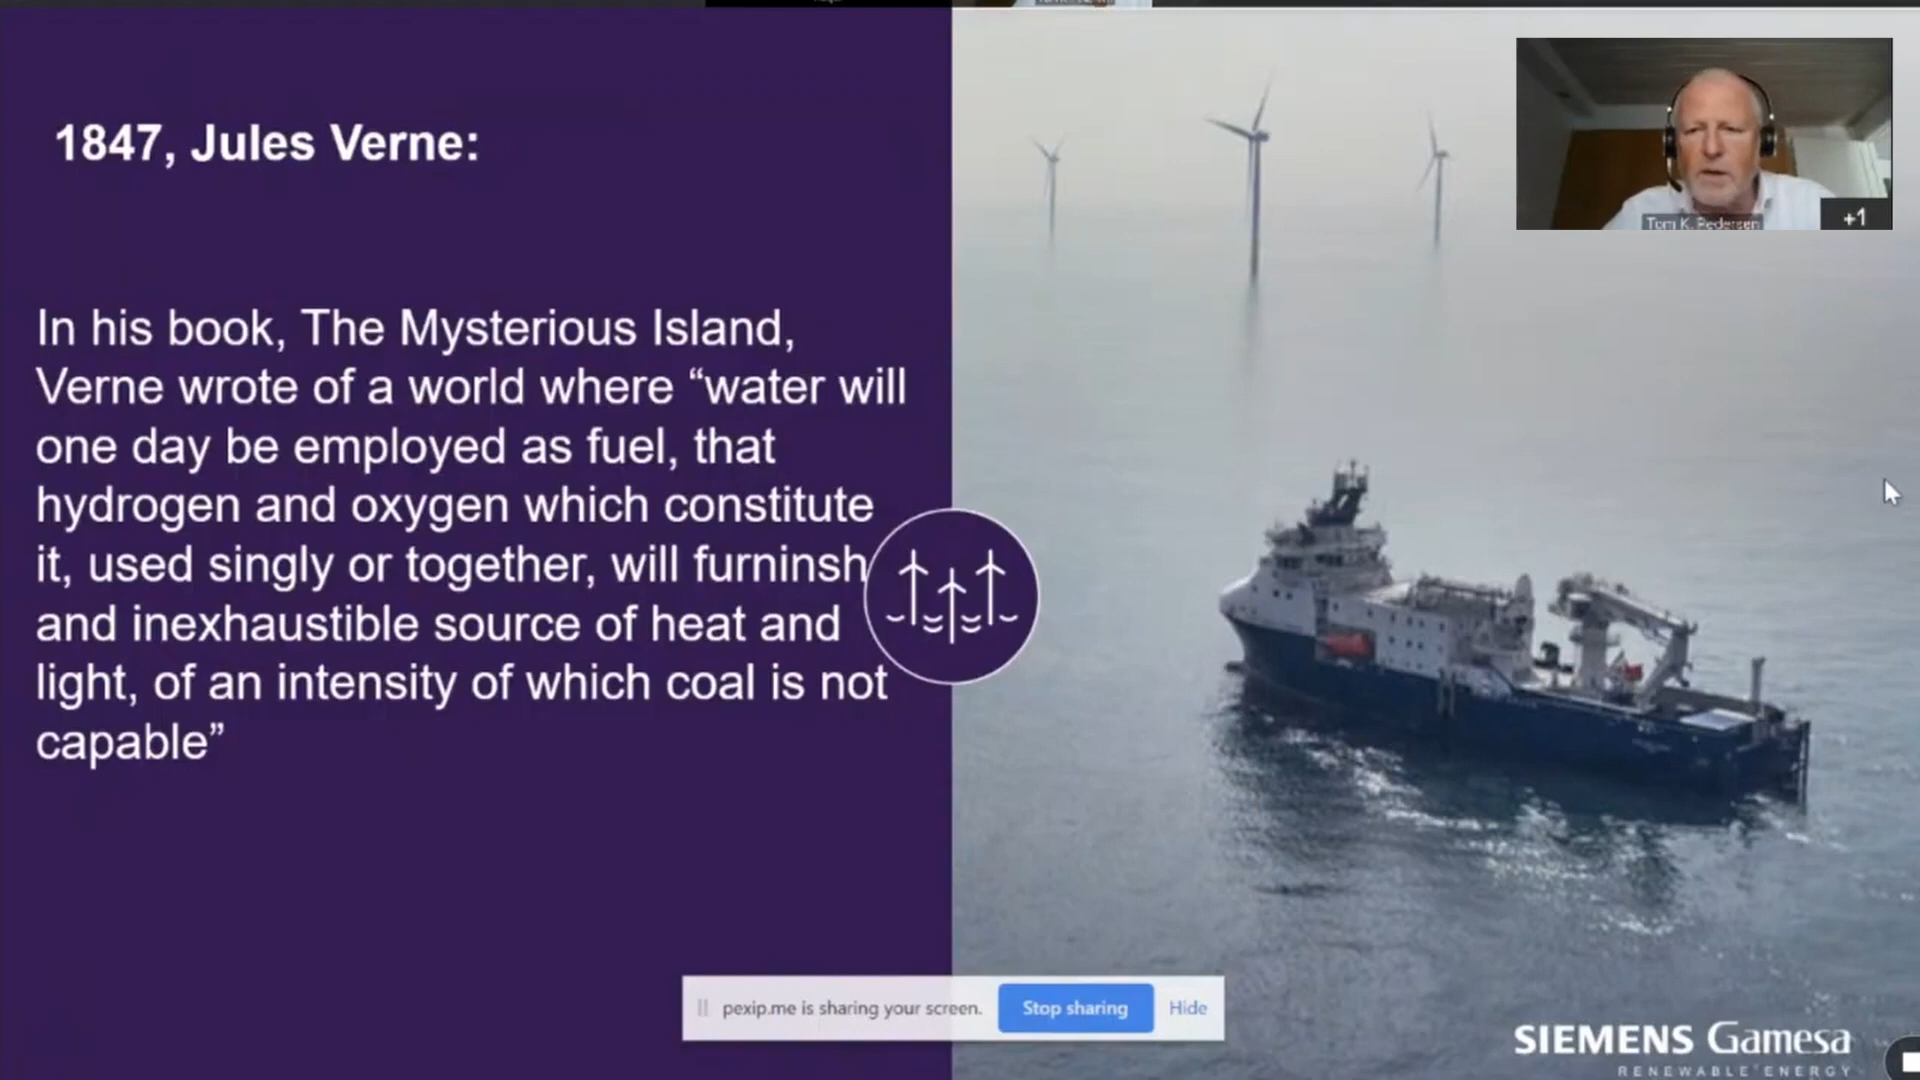 1847, Jules Verne:
In his book, The Mysterious Island,
Verne wrote of a world where “water will
one day be employed as fuel, that
hydrogen and oxygen which constitute
it, used singly or together, will furninsh
and inexhaustible source of heat and
light, of an intensity of which coal is not
capable”
Tom K. Pedersen
+1
pexip.me is sharing your screen.
Stop sharing
Hide
SIEMENS Gamesa
RENEWABLE ENERGY